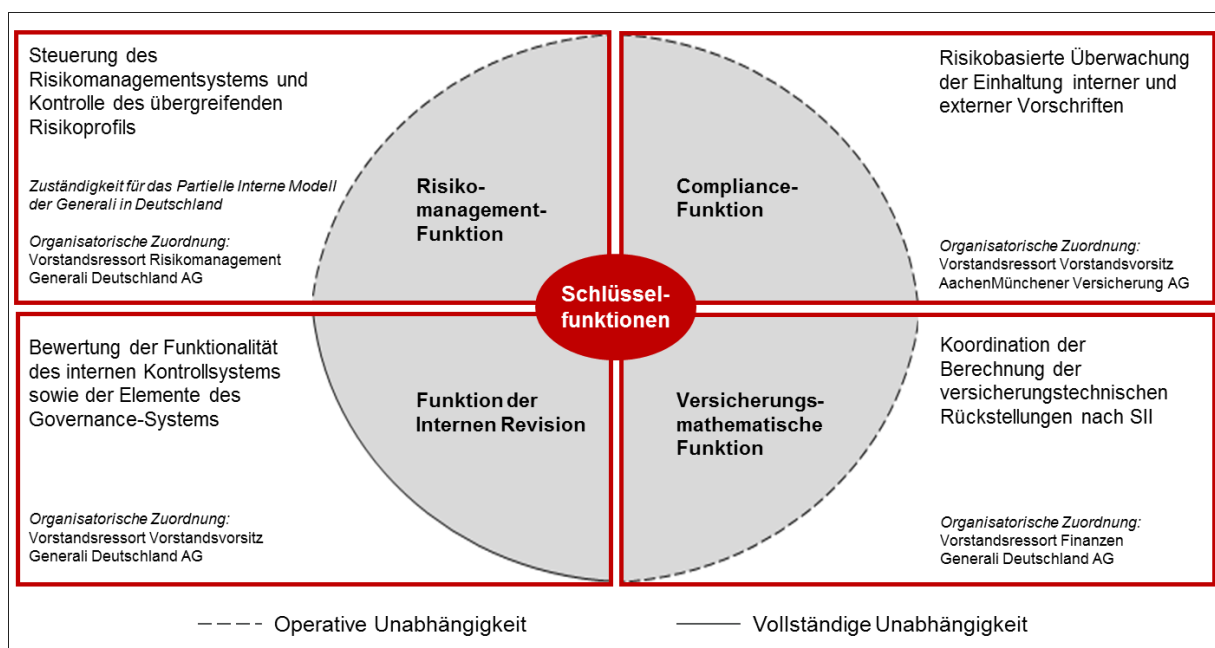 Steuerung des
Risikomanagementsystems und
Kontrolle des übergreifenden
Risikoprofils
Zuständigkeit für das Partielle Interne Modell
der Generali in Deutschland
Organisatorische Zuordnung:
Vorstandsressort Risikomanagement
Generali Deutschland AG
Risiko-
management-
Funktion
Compliance-
Funktion
Risikobasierte Überwachung
der Einhaltung interner und
externer Vorschriften
Organisatorische Zuordnung:
Vorstandsressort Vorstandsvorsitz
AachenMünchener Versicherung AG
Schlüssel-
funktionen
Bewertung der Funktionalität
des internen Kontrollsystems
sowie der Elemente des
Governance-Systems
Organisatorische Zuordnung:
Vorstandsressort Vorstandsvorsitz
Generali Deutschland AG
Funktion der
Internen Revision
Versicherungs-
mathematische
Funktion
Koordination der
Berechnung der
versicherungstechnischen
Rückstellungen nach SII
Organisatorische Zuordnung:
Vorstandsressort Finanzen
Generali Deutschland AG
Operative Unabhängigkeit
Vollständige Unabhängigkeit